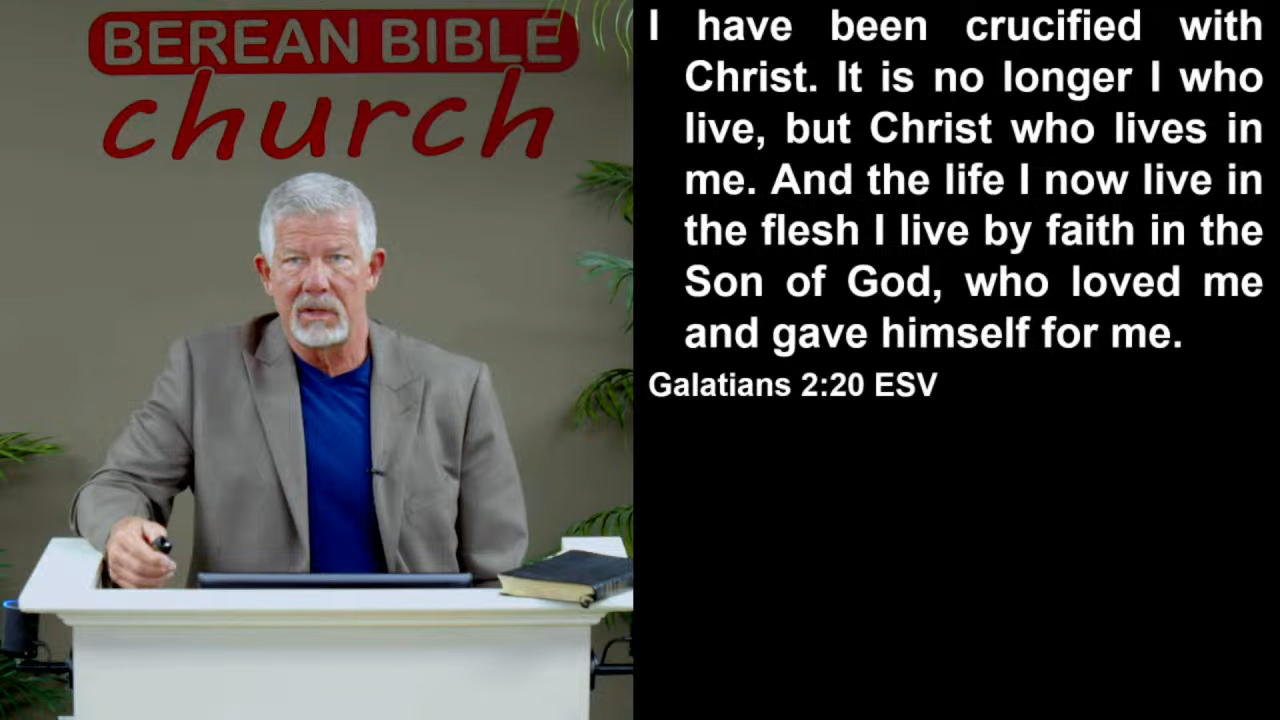 BEREAN BIBLE
church
I have been crucified with
Christ. It is no longer I who
live, but Christ who lives in
me. And the life I now live in
the flesh I live by faith in the
Son of God, who loved me
and gave himself for me.
Galatians 2:20 ESV